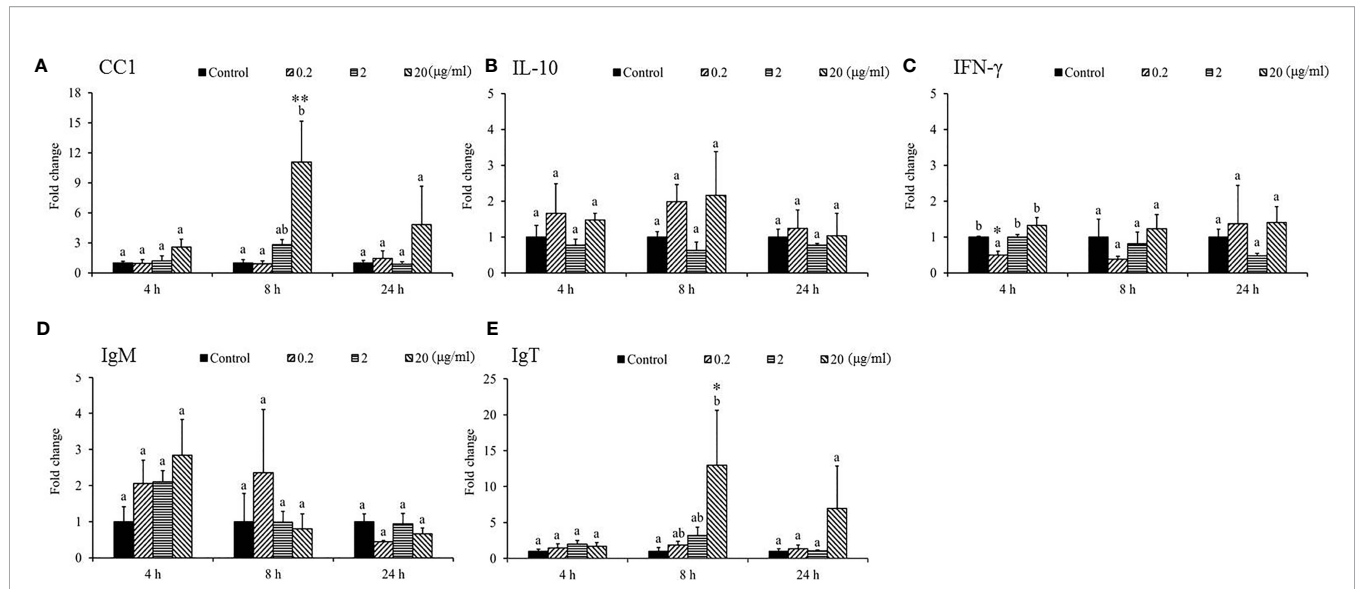 A CC1 Control 0.2 2 20 (μg/ml)
** b
18
15
12
9
6
3
0
Fold change
a a a a
a a ab
a a a a
4 h 8 h 24 h
B IL-10 Control 0.2 2 20 (μg/ml)
5
4
3
2
1
0
Fold change
a a a a
a a a a
a a a a
4 h 8 h 24 h
C IFN-γ Control 0.2 2 20 (μg/ml)
5
4
3
2
1
0
Fold change
b * a b b
a a a a
a a a a
4 h 8 h 24 h
D IgM Control 0.2 2 20 (μg/ml)
5
4
3
2
1
0
Fold change
a a a a
a a a a
a a a a
4 h 8 h 24 h
E IgT Control 0.2 2 20 (μg/ml)
* b
25
20
15
10
5
0
Fold change
a a a a
a ab ab
a a a a
4 h 8 h 24 h